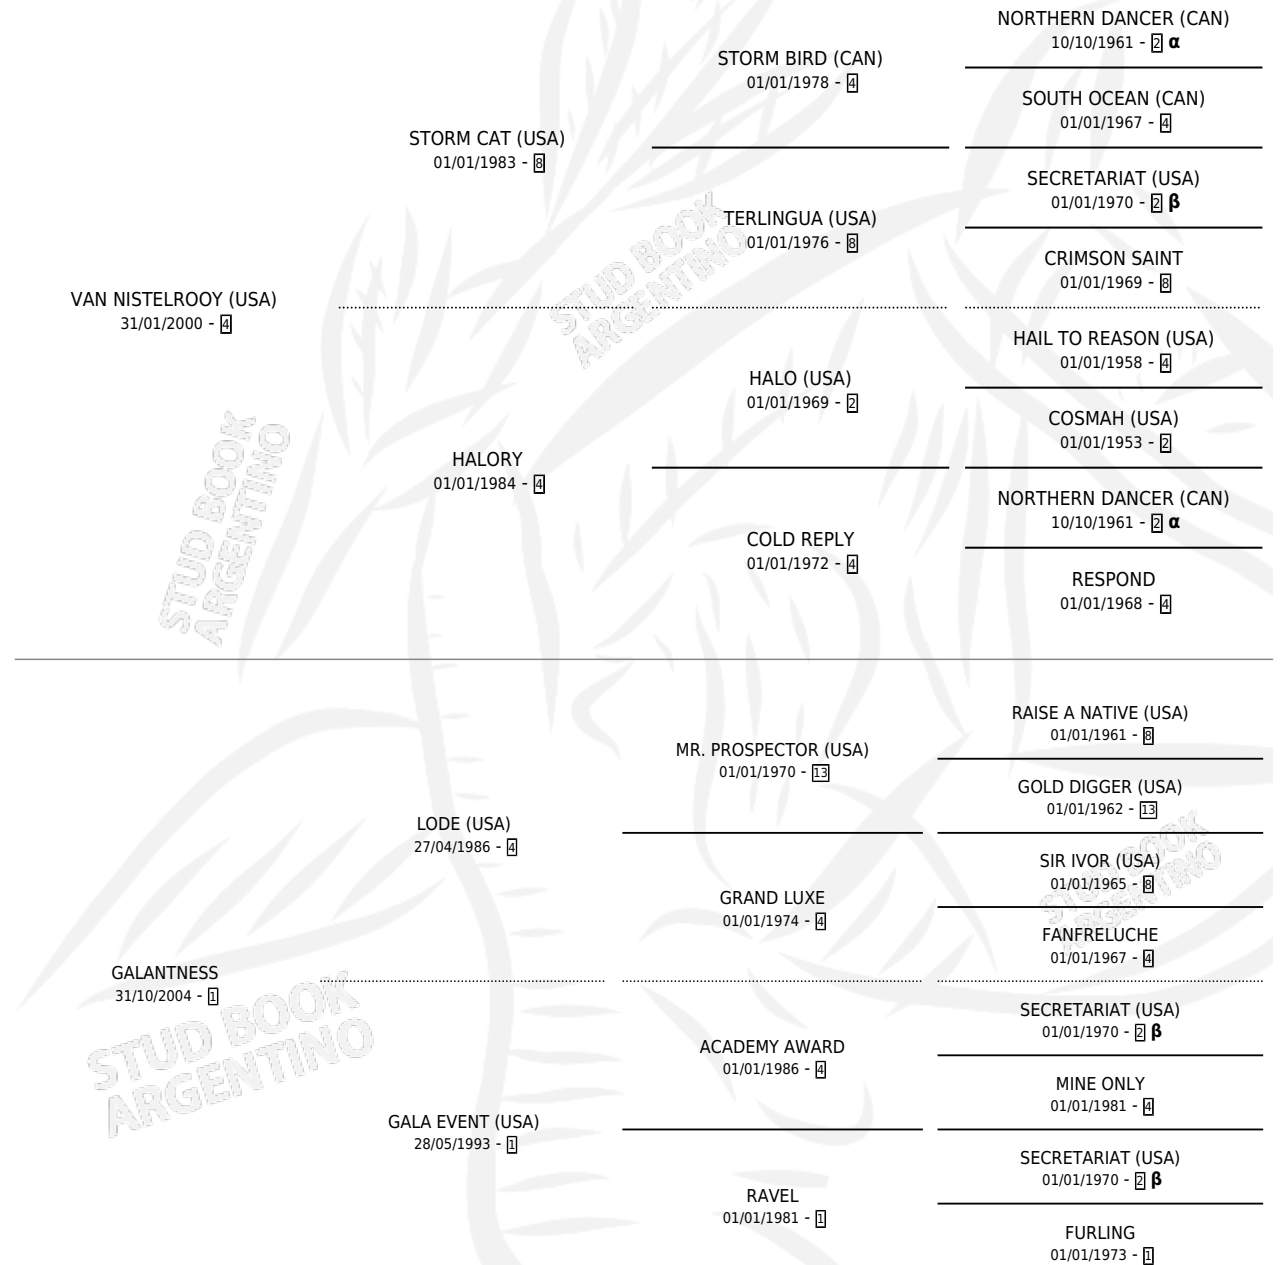 NORTHERN DANCER (CAN)
10/10/1961 - 2 α
STORM BIRD (CAN)
01/01/1978 - 4
SOUTH OCEAN (CAN)
01/01/1967 - 4
STORM CAT (USA)
01/01/1983 - 8
SECRETARIAT (USA)
01/01/1970 - 2 β
TERLINGUA (USA)
01/01/1976 - 8
CRIMSON SAINT
01/01/1969 - 8
VAN NISTELROOY (USA)
31/01/2000 - 4
HAIL TO REASON (USA)
01/01/1958 - 4
HALO (USA)
01/01/1969 - 2
COSMAH (USA)
01/01/1953 - 2
HALORY
01/01/1984 - 4
NORTHERN DANCER (CAN)
10/10/1961 - 2 α
COLD REPLY
01/01/1972 - 4
RESPOND
01/01/1968 - 4
RAISE A NATIVE (USA)
01/01/1961 - 8
MR. PROSPECTOR (USA)
01/01/1970 - 13
GOLD DIGGER (USA)
01/01/1962 - 13
LODE (USA)
27/04/1986 - 4
SIR IVOR (USA)
01/01/1965 - 8
GRAND LUXE
01/01/1974 - 4
FANFRELUCHE
01/01/1967 - 4
GALANTNESS
31/10/2004 - 1
SECRETARIAT (USA)
01/01/1970 - 2 β
ACADEMY AWARD
01/01/1986 - 4
MINE ONLY
01/01/1981 - 4
GALA EVENT (USA)
28/05/1993 - 1
SECRETARIAT (USA)
01/01/1970 - 2 β
RAVEL
01/01/1981 - 1
FURLING
01/01/1973 - 1
STUD BOOK
ARGENTINO
STUD BOOK
ARGENTINO
STUD BOOK
ARGENTINO
STUD BOOK
ARGENTINO